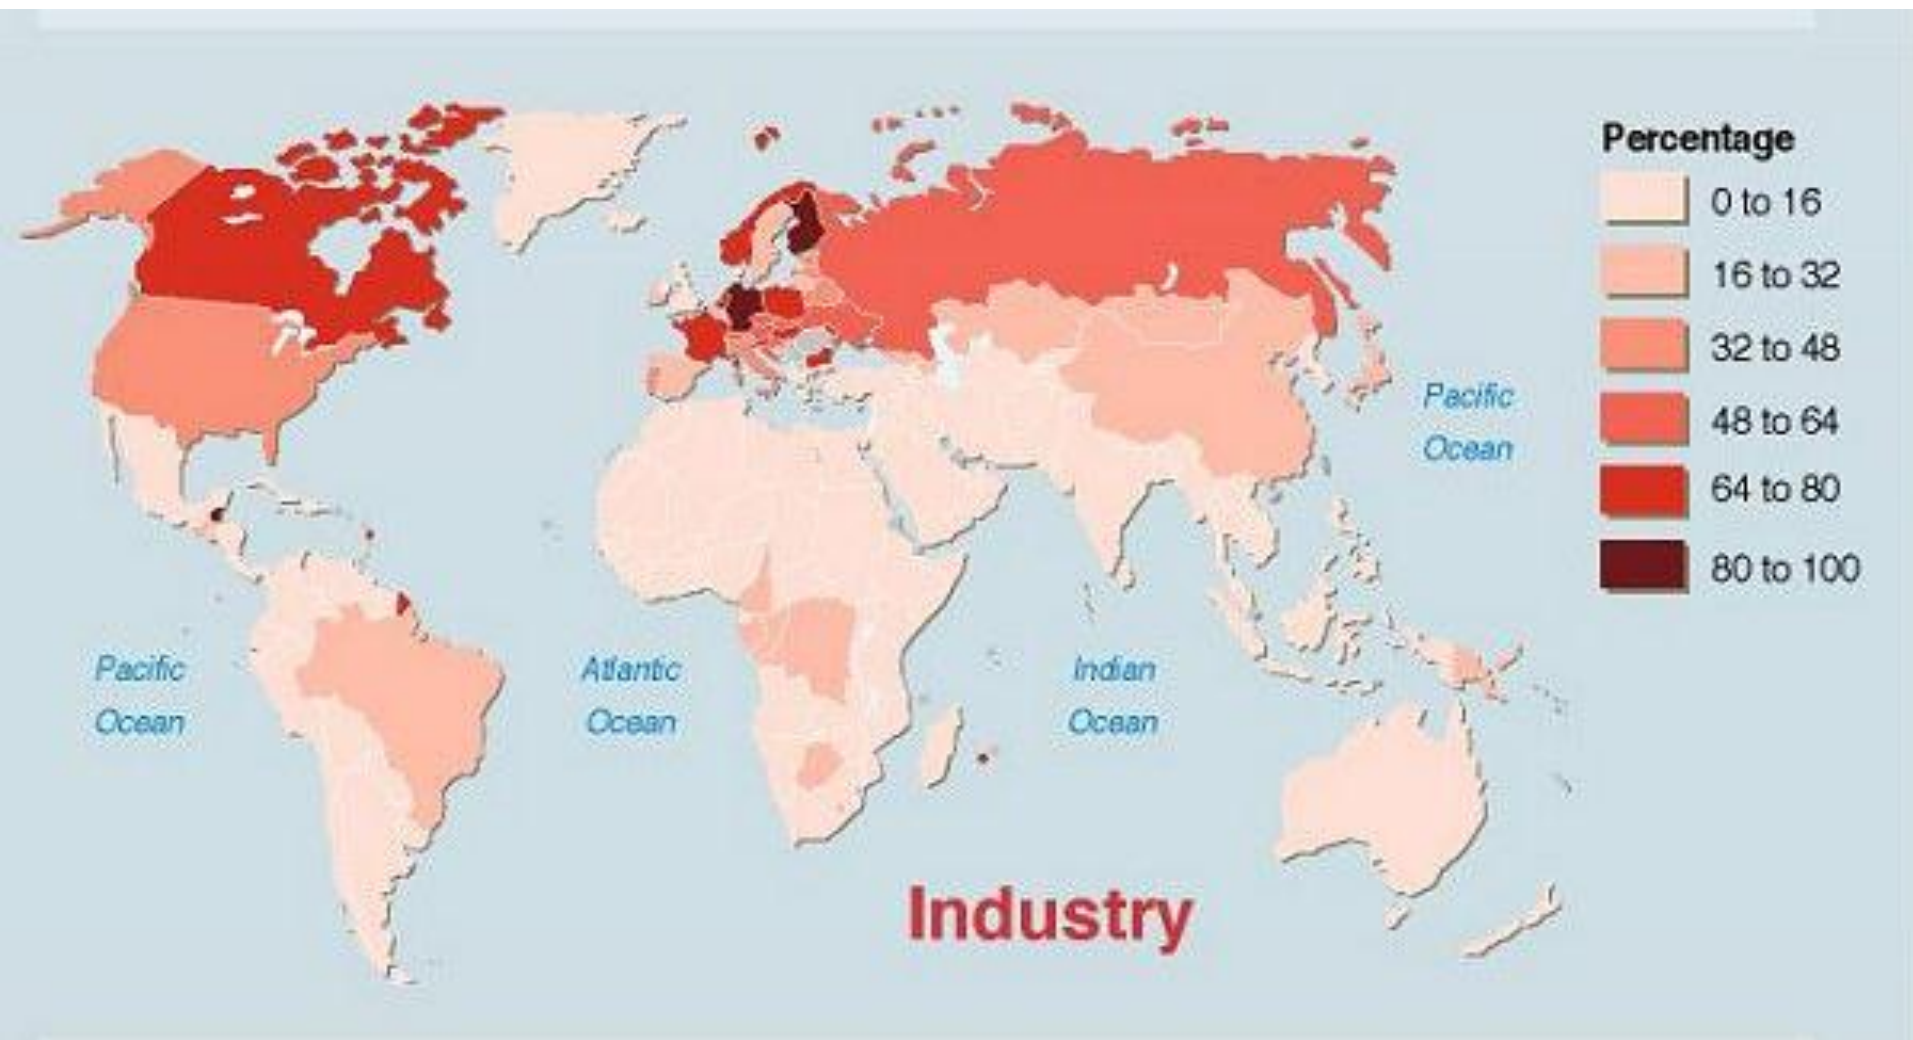 Percentage
0 to 16
16 to 32
32 to 48
48 to 64
64 to 80
80 to 100
Pacific
Ocean
Pacific
Ocean
Atlantic
Ocean
Indian
Ocean
Industry